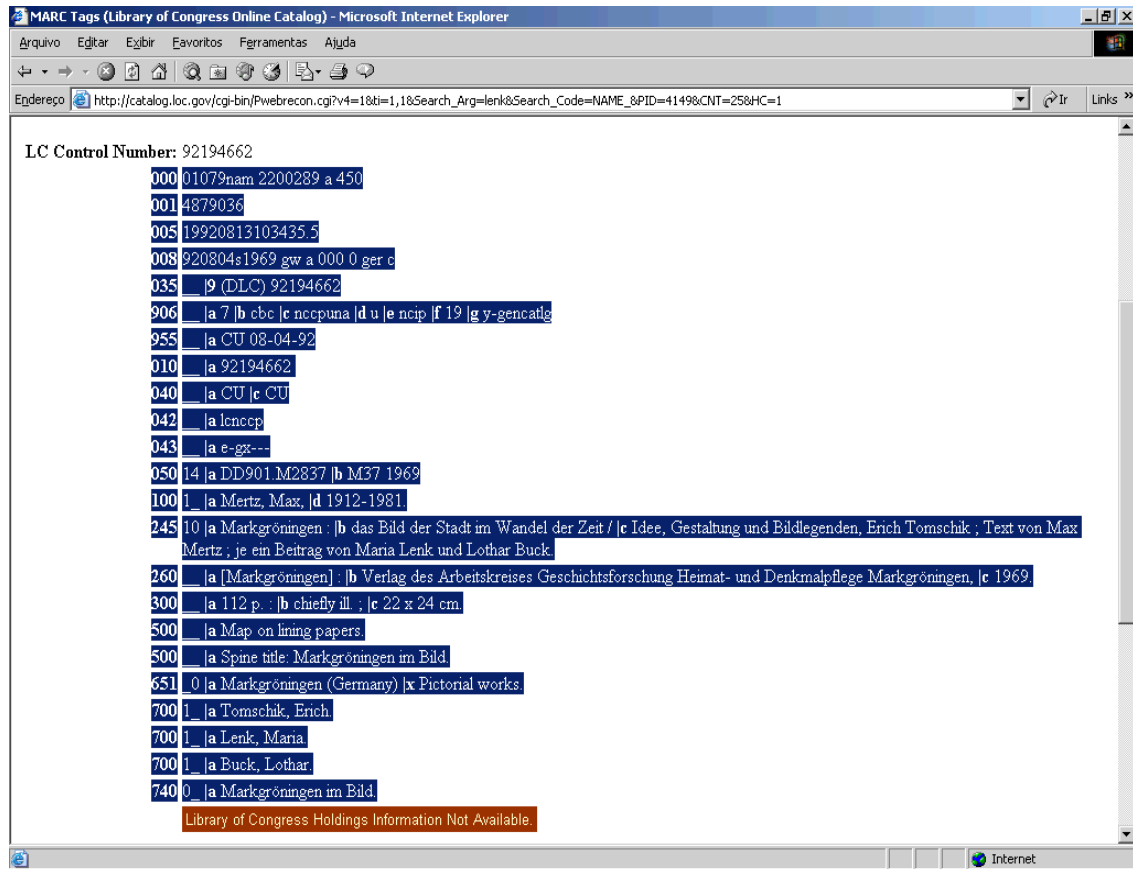 MARC Tags (Library of Congress Online Catalog) - Microsoft Internet Explorer
Arquivo Editar Exibir Favoritos Ferramentas Ajuda
Endereço http://catalog.loc.gov/cgi-bin/Pwebrecon.cgi?v4=1&ti=1,1&Search_Arg=lenk&Search_Code=NAME_&PID=4149&CNT=25&HC=1 Ir Links »
LC Control Number: 92194662
000 01079nam 2200289 a 450
001 4879036
005 19920813103435.5
008 920804s1969 gw a 000 0 ger c
035 __ |9 (DLC) 92194662
906 __ |a 7 |b cbc |c nccpuna |d u |e ncip |f 19 |g y-gencatlg
955 __ |a CU 08-04-92
010 __ |a 92194662
040 __ |a CU |c CU
042 __ |a lcnccp
043 __ |a e-gx---
050 14 |a DD901.M2837 |b M37 1969
100 1_ |a Mertz, Max, |d 1912-1981.
245 10 |a Markgröningen : |b das Bild der Stadt im Wandel der Zeit / |c Idee, Gestaltung und Bildlegenden, Erich Tomschik ; Text von Max
Mertz ; je ein Beitrag von Maria Lenk und Lothar Buck.
260 __ |a [Markgröningen] : |b Verlag des Arbeitskreises Geschichtsforschung Heimat- und Denkmalpflege Markgröningen, |c 1969.
300 __ |a 112 p. : |b chiefly ill. ; |c 22 x 24 cm.
500 __ |a Map on lining papers.
500 __ |a Spine title: Markgröningen im Bild.
651 _0 |a Markgröningen (Germany) |x Pictorial works.
700 1_ |a Tomschik, Erich.
700 1_ |a Lenk, Maria.
700 1_ |a Buck, Lothar.
740 0_ |a Markgröningen im Bild.
Library of Congress Holdings Information Not Available.
Internet